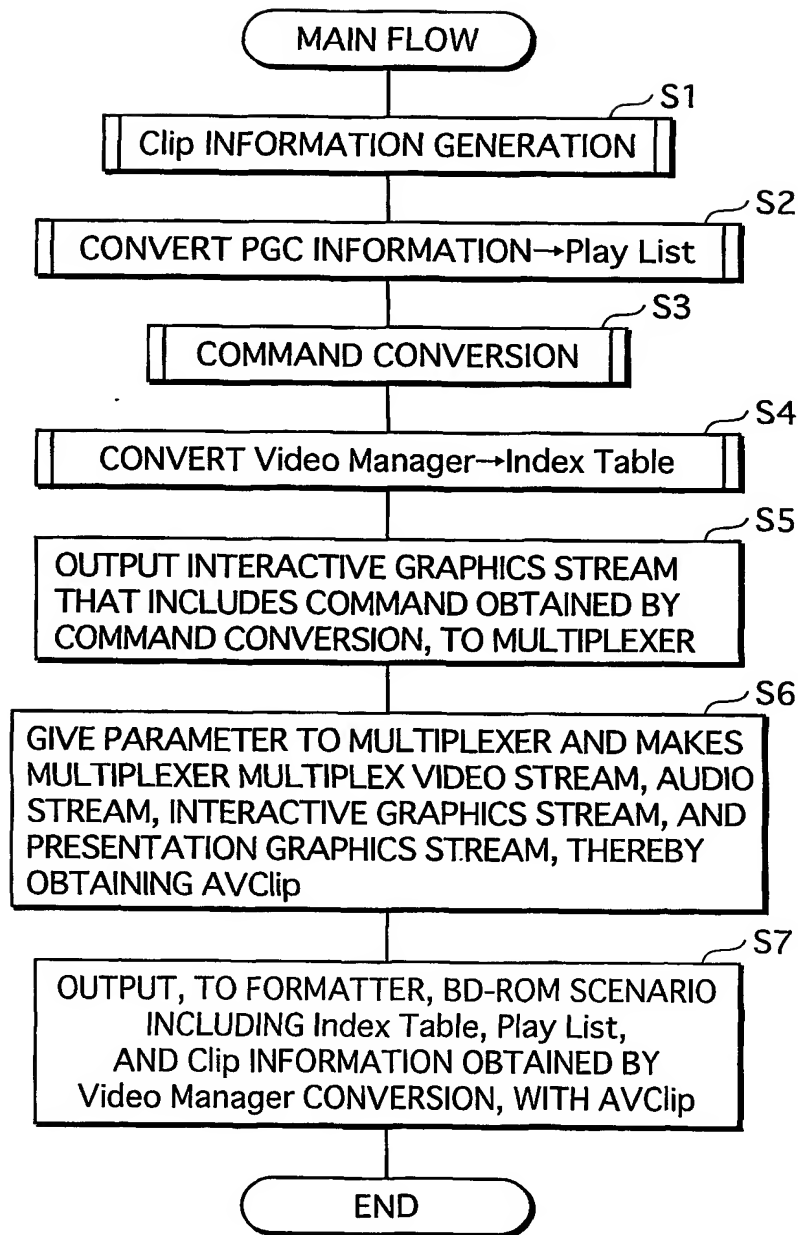 MAIN FLOW
S1
Clip INFORMATION GENERATION
S2
CONVERT PGC INFORMATION→Play List
S3
COMMAND CONVERSION
S4
CONVERT Video Manager→Index Table
S5
OUTPUT INTERACTIVE GRAPHICS STREAM
THAT INCLUDES COMMAND OBTAINED BY
COMMAND CONVERSION, TO MULTIPLEXER
S6
GIVE PARAMETER TO MULTIPLEXER AND MAKES
MULTIPLEXER MULTIPLEX VIDEO STREAM, AUDIO
STREAM, INTERACTIVE GRAPHICS STREAM, AND
PRESENTATION GRAPHICS STREAM, THEREBY
OBTAINING AVClip
S7
OUTPUT, TO FORMATTER, BD-ROM SCENARIO
INCLUDING Index Table, Play List,
AND Clip INFORMATION OBTAINED BY
Video Manager CONVERSION, WITH AVClip
END